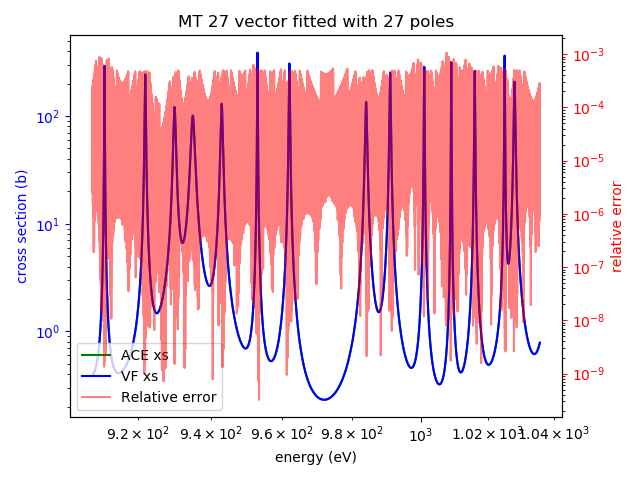 MT 27 vector fitted with 27 poles
10²
10¹
10⁰
cross section (b)
10⁻³
10⁻⁴
10⁻⁵
10⁻⁶
10⁻⁷
10⁻⁸
10⁻⁹
relative error
ACE xs
VF xs
Relative error
9.2 × 10² 9.4 × 10² 9.6 × 10² 9.8 × 10² 10³ 1.02 × 10³ 1.04 × 10³
energy (eV)